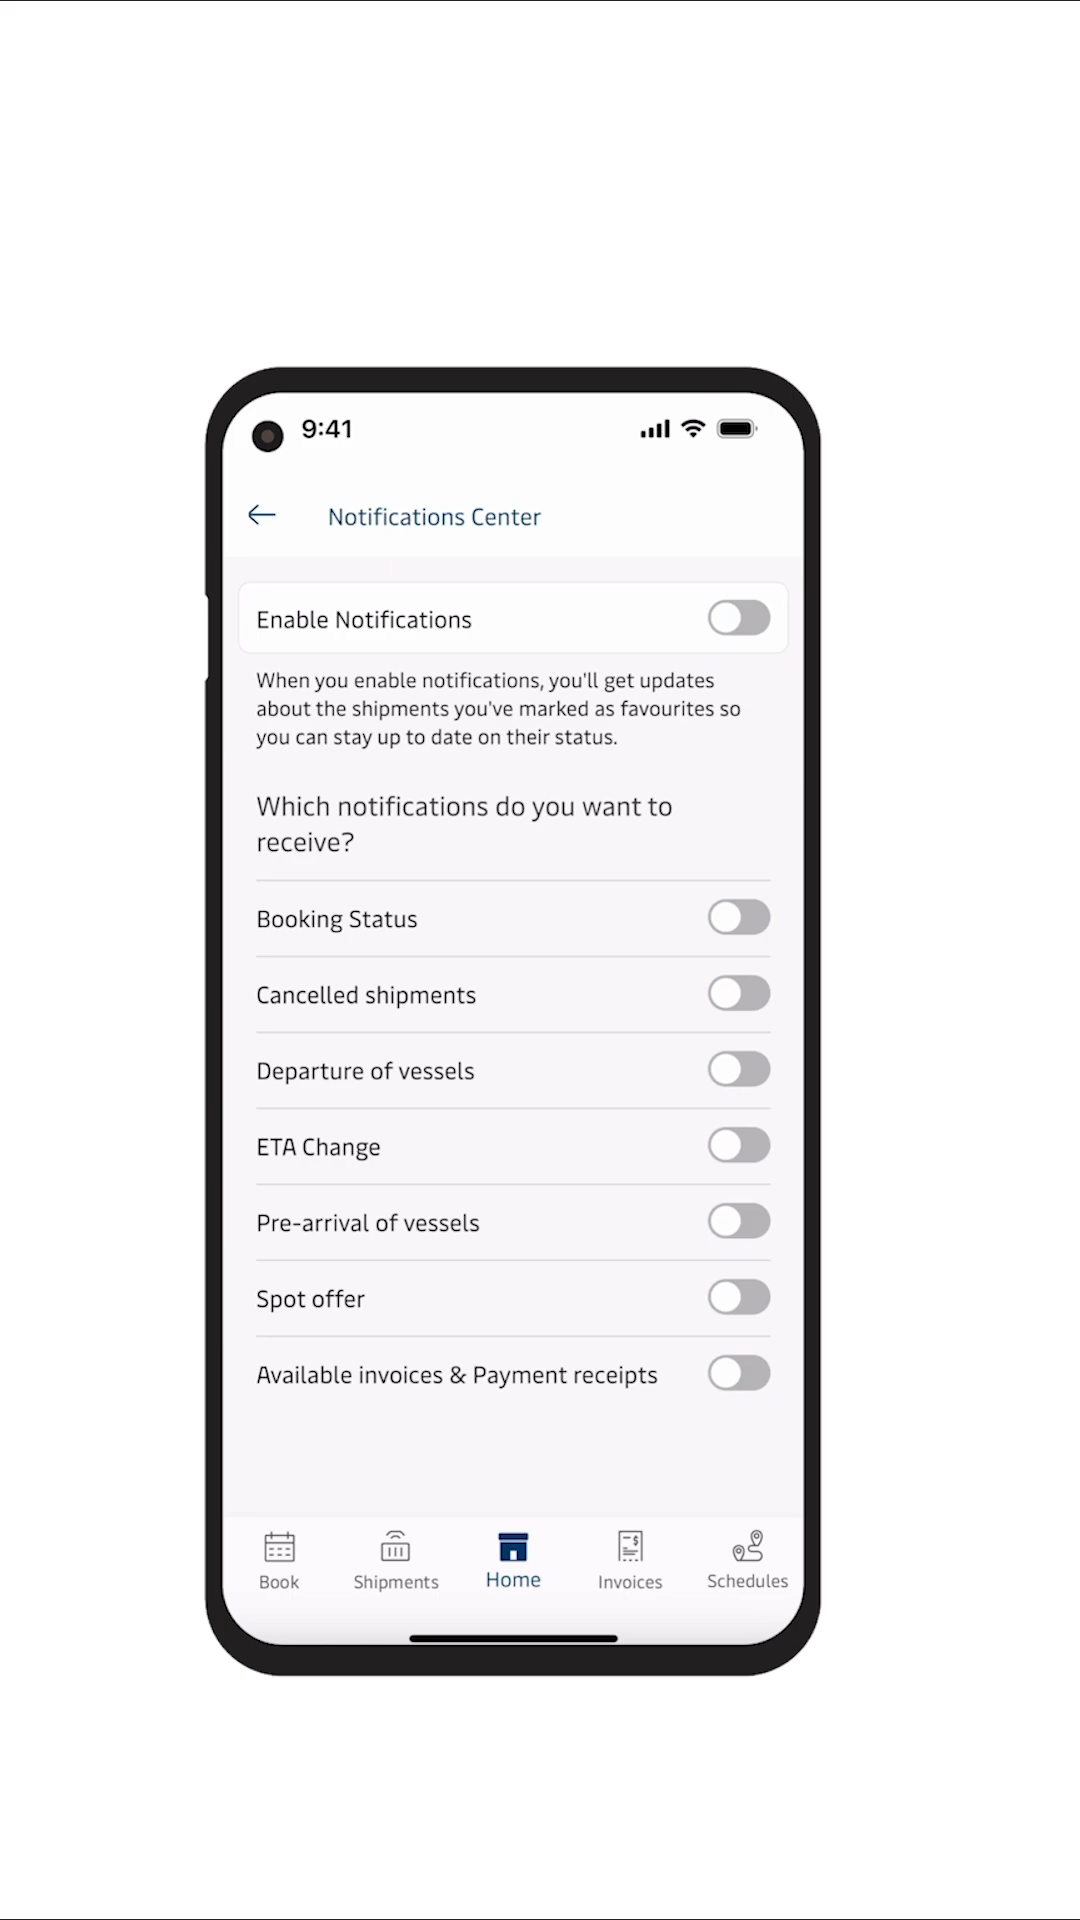 9:41
Notifications Center
Enable Notifications
When you enable notifications, you'll get updates
about the shipments you've marked as favourites so
you can stay up to date on their status.
Which notifications do you want to
receive?
Booking Status
Cancelled shipments
Departure of vessels
ETA Change
Pre-arrival of vessels
Spot offer
Available invoices & Payment receipts
Book
Shipments
Home
Invoices
Schedules